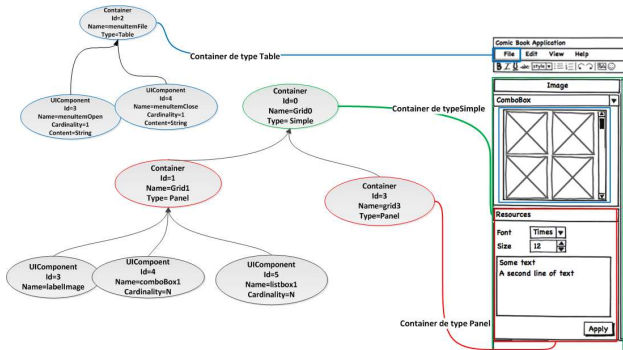 Container
Id=2
Name=menuItemFile
Type=Table
UIComponent
Id=3
Name=menuItemOpen
Cardinality=1
Content=String
UIComponent
Id=4
Name=menuItemClose
Cardinality=1
Content=String
Container de type Table
Container
Id=0
Name=Grid0
Type= Simple
Container de typeSimple
Container
Id=1
Name=Grid1
Type= Panel
Container
Id=3
Name=grid3
Type=Panel
UIComponent
Id=3
Name=labelImage
UICompoent
Id=4
Name=comboBox1
Cardinality=N
UIComponent
Id=5
Name=listbox1
Cardinality=N
Container de type Panel
Comic Book Application
File Edit View Help
B I U abc style
Image
ComboBox
Resources
Font Times
Size 12
Some text
A second line of text
Apply